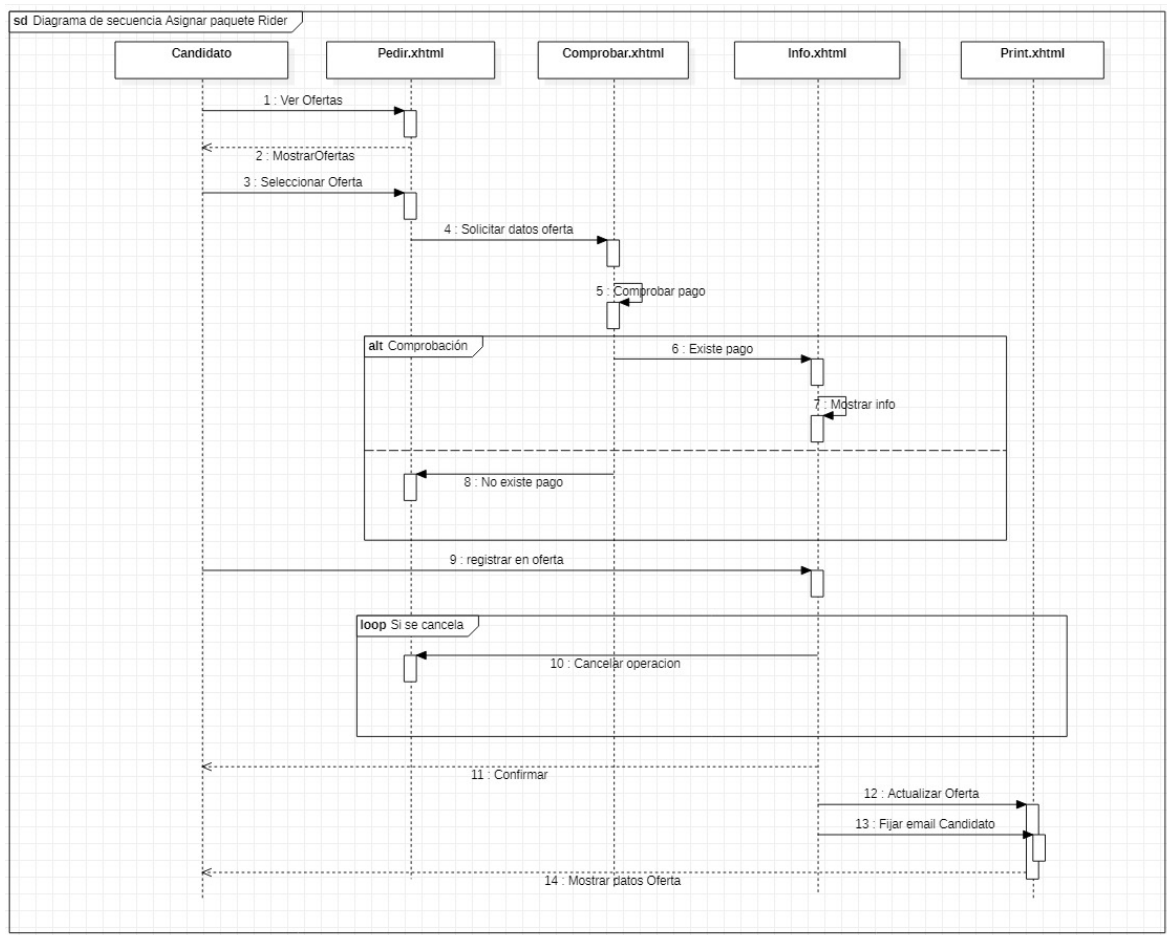 sd Diagrama de secuencia Asignar paquete Rider
Candidato
Pedir.xhtml
Comprobar.xhtml
Info.xhtml
Print.xhtml
1 : Ver Ofertas
2 : MostrarOfertas
3 : Seleccionar Oferta
4 : Solicitar datos oferta
5 : Comprobar pago
alt Comprobación
6 : Existe pago
7 : Mostrar info
8 : No existe pago
9 : registrar en oferta
loop Si se cancela
10 : Cancelar operacion
11 : Confirmar
12 : Actualizar Oferta
13 : Fijar email Candidato
14 : Mostrar datos Oferta